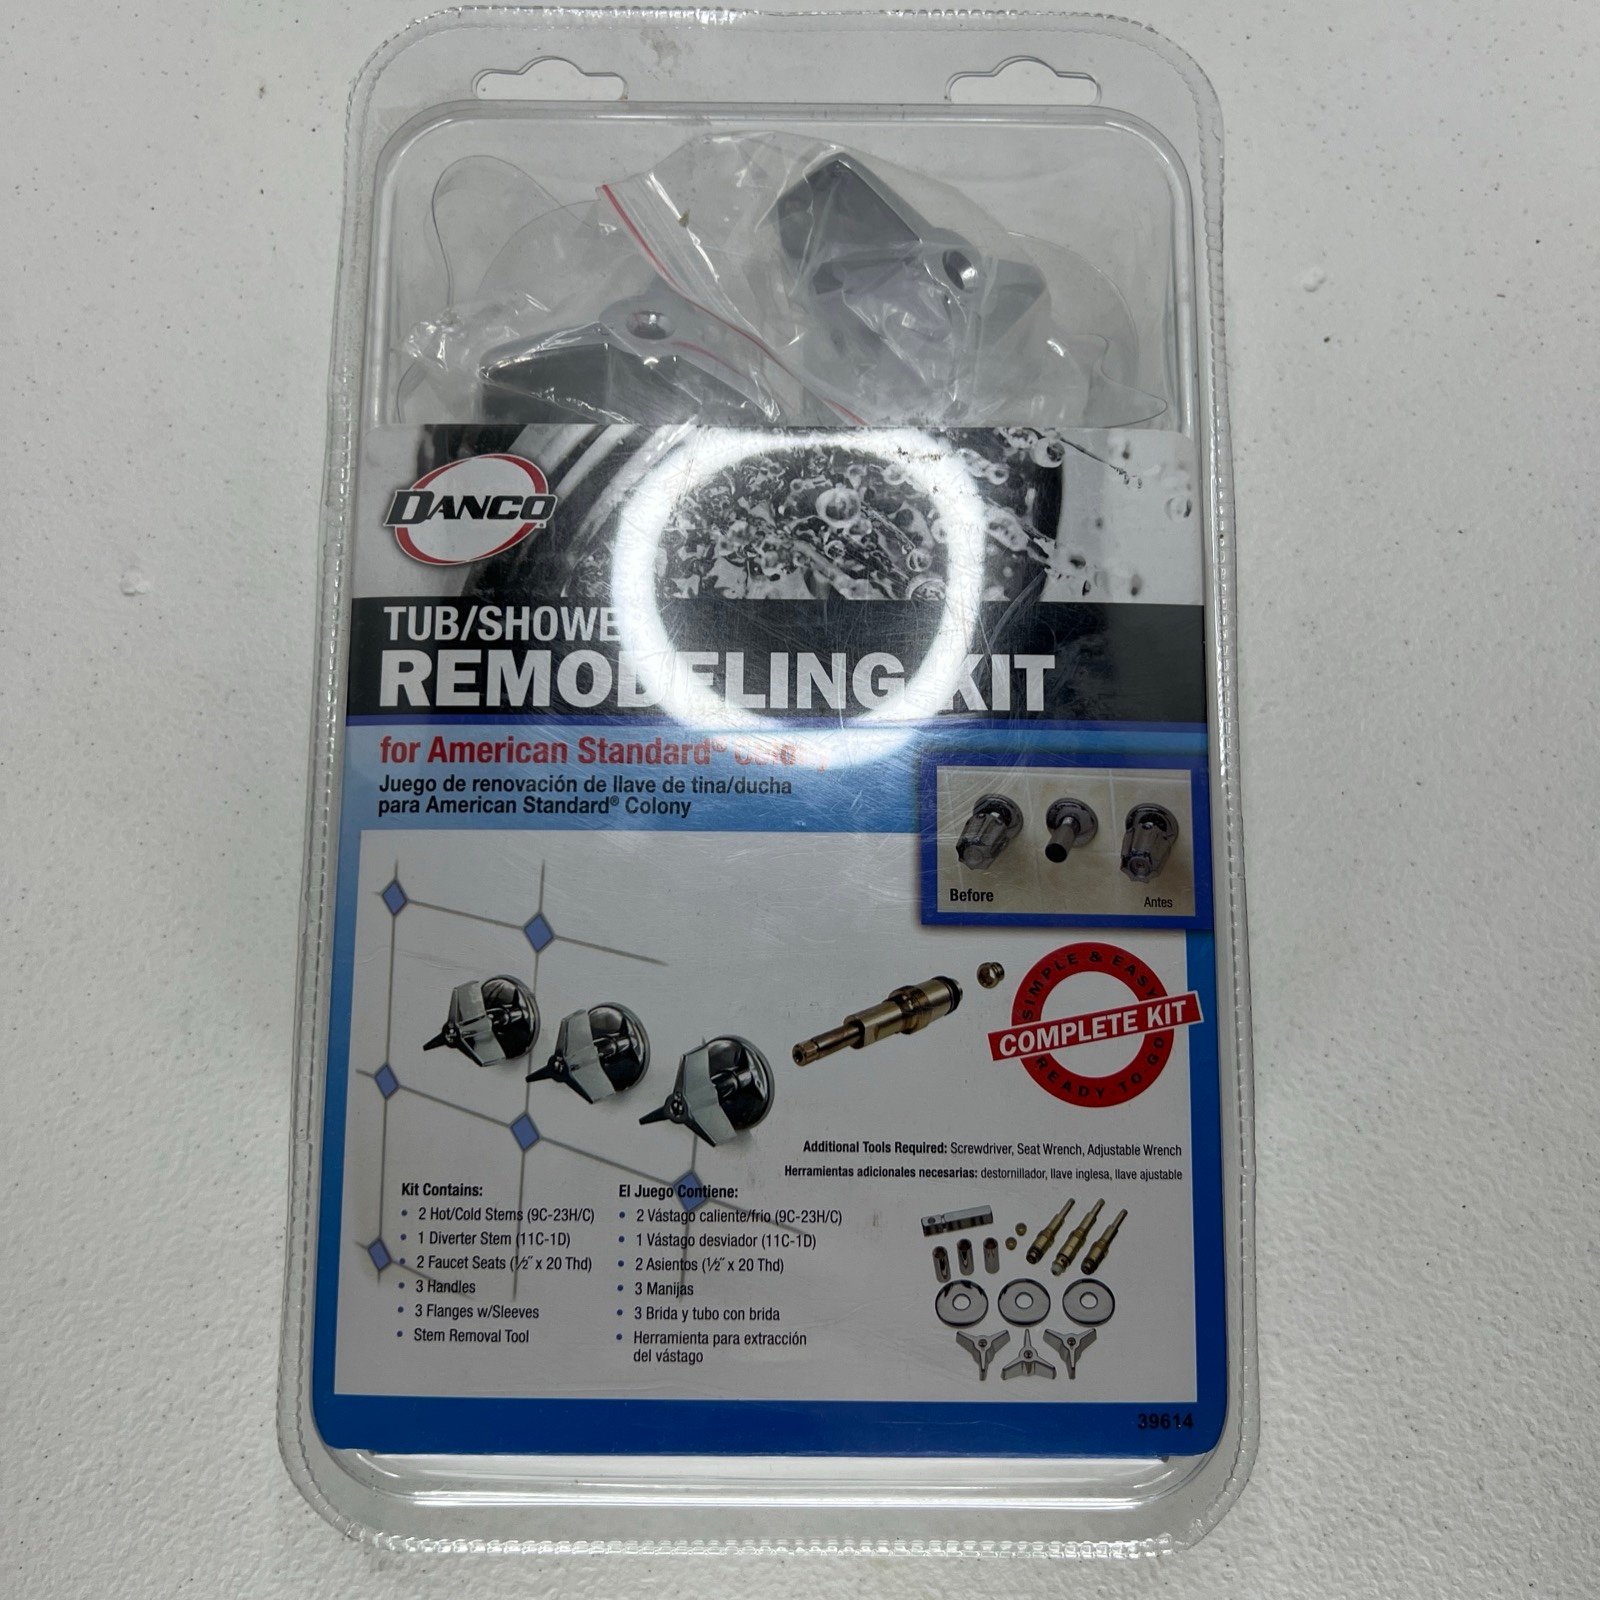 DANCO
TUB/SHOWER
REMODELING KIT
for American Standard® Colony
Juego de renovación de llave de tina/ducha
para American Standard® Colony
Before
Antes
SIMPLE & EASY
COMPLETE KIT
READY TO GO
Additional Tools Required: Screwdriver, Seat Wrench, Adjustable Wrench
Herramientas adicionales necesarias: destornillador, llave inglesa, llave ajustable
Kit Contains:
• 2 Hot/Cold Stems (9C-23H/C)
• 1 Diverter Stem (11C-1D)
• 2 Faucet Seats (½˝ x 20 Thd)
• 3 Handles
• 3 Flanges w/Sleeves
• Stem Removal Tool
El Juego Contiene:
• 2 Vástago caliente/frío (9C-23H/C)
• 1 Vástago desviador (11C-1D)
• 2 Asientos (½˝ x 20 Thd)
• 3 Manijas
• 3 Brida y tubo con brida
• Herramienta para extracción
del vástago
39614